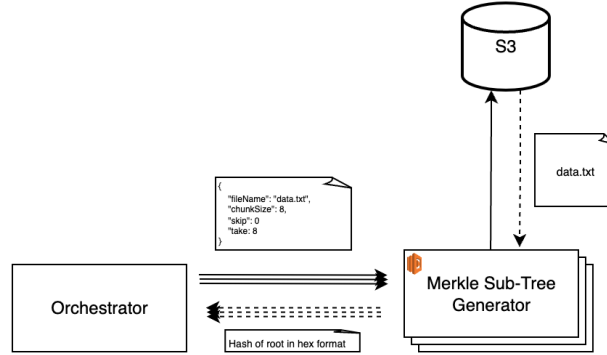 S3
data.txt
{
"fileName": "data.txt",
"chunkSize": 8,
"skip": 0
"take: 8
}
Orchestrator
Merkle Sub-Tree
Generator
Hash of root in hex format